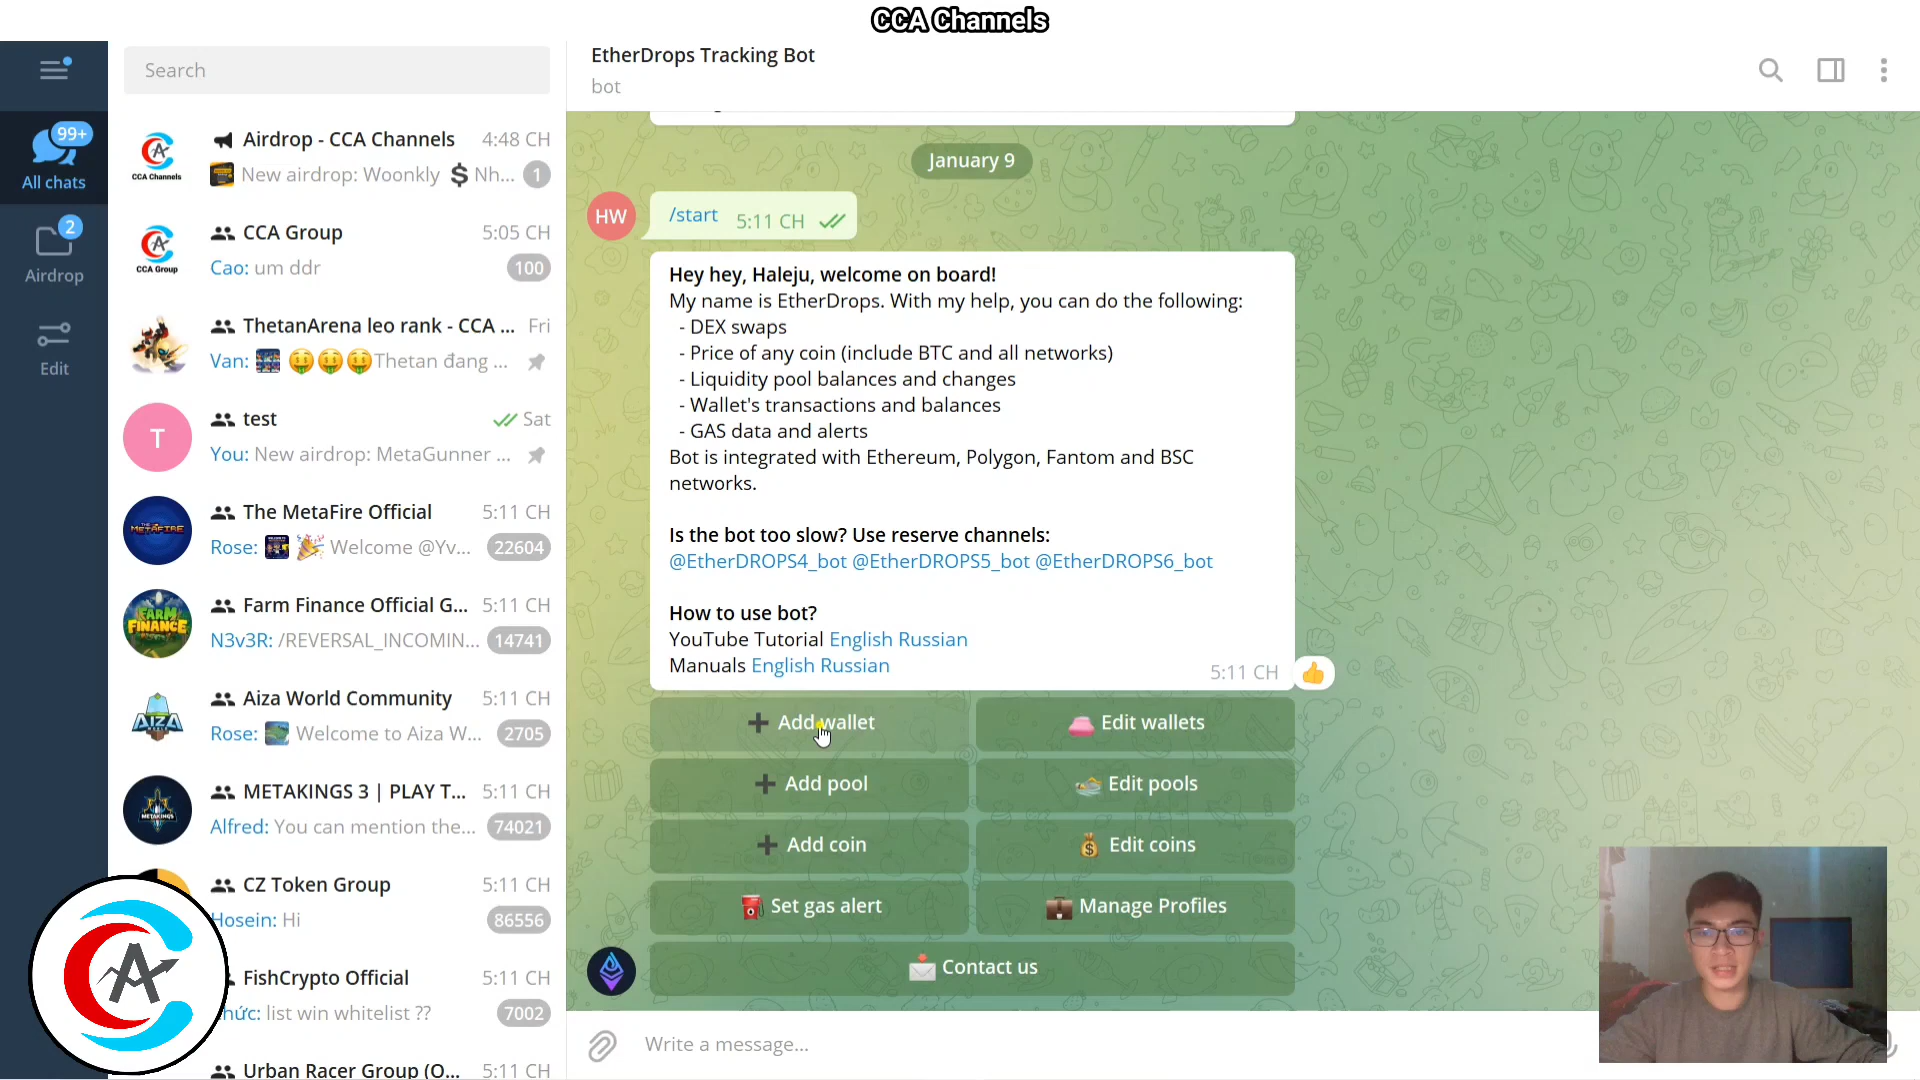 CCA Channels
Search
EtherDrops Tracking Bot
bot
99+
All chats
2
Airdrop
Edit
Airdrop - CCA Channels 4:48 CH
New airdrop: Woonkly $ Nh... 1
CCA Channels
CCA Group 5:05 CH
Cao: um ddr 100
CCA Group
ThetanArena leo rank - CCA ... Fri
Van: Thetan đang ...
T
test Sat
You: New airdrop: MetaGunner ...
The MetaFire Official 5:11 CH
Rose: Welcome @Yv... 22604
METAFIRE
Farm Finance Official G... 5:11 CH
N3v3R: /REVERSAL_INCOMIN... 14741
FARM
FINANCE
Aiza World Community 5:11 CH
Rose: Welcome to Aiza W... 2705
AIZA
METAKINGS 3 | PLAY T... 5:11 CH
Alfred: You can mention the... 74021
METAKINGS
CZ Token Group 5:11 CH
Hosein: Hi 86556
FishCrypto Official 5:11 CH
hức: list win whitelist ?? 7002
Urban Racer Group (O... 5:11 CH
January 9
HW
/start 5:11 CH
Hey hey, Haleju, welcome on board!
My name is EtherDrops. With my help, you can do the following:
- DEX swaps
- Price of any coin (include BTC and all networks)
- Liquidity pool balances and changes
- Wallet's transactions and balances
- GAS data and alerts
Bot is integrated with Ethereum, Polygon, Fantom and BSC
networks.
Is the bot too slow? Use reserve channels:
@EtherDROPS4_bot @EtherDROPS5_bot @EtherDROPS6_bot
How to use bot?
YouTube Tutorial English Russian
Manuals English Russian
5:11 CH
Add wallet
Edit wallets
Add pool
Edit pools
Add coin
Edit coins
Set gas alert
Manage Profiles
Contact us
Write a message...